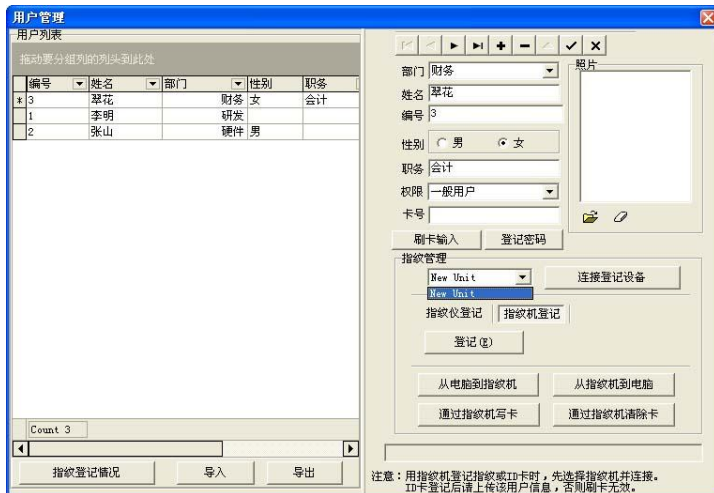 用户管理
用户列表
拖动要分组列的列头到此处
编号 姓名 部门 性别 职务
* 3 翠花 财务 女 会计
1 李明 研发
2 张山 硬件 男
Count 3
指纹登记情况 导入 导出
照片
部门 财务
姓名 翠花
编号 3
性别 男 女
职务 会计
权限 一般用户
卡号
刷卡输入 登记密码
指纹管理
New Unit 连接登记设备
New Unit
指纹仪登记 指纹机登记
登记(E)
从电脑到指纹机 从指纹机到电脑
通过指纹机写卡 通过指纹机清除卡
注意：用指纹机登记指纹或ID卡时，先选择指纹机并连接。
ID卡登记后请上传该用户信息，否则刷卡无效。